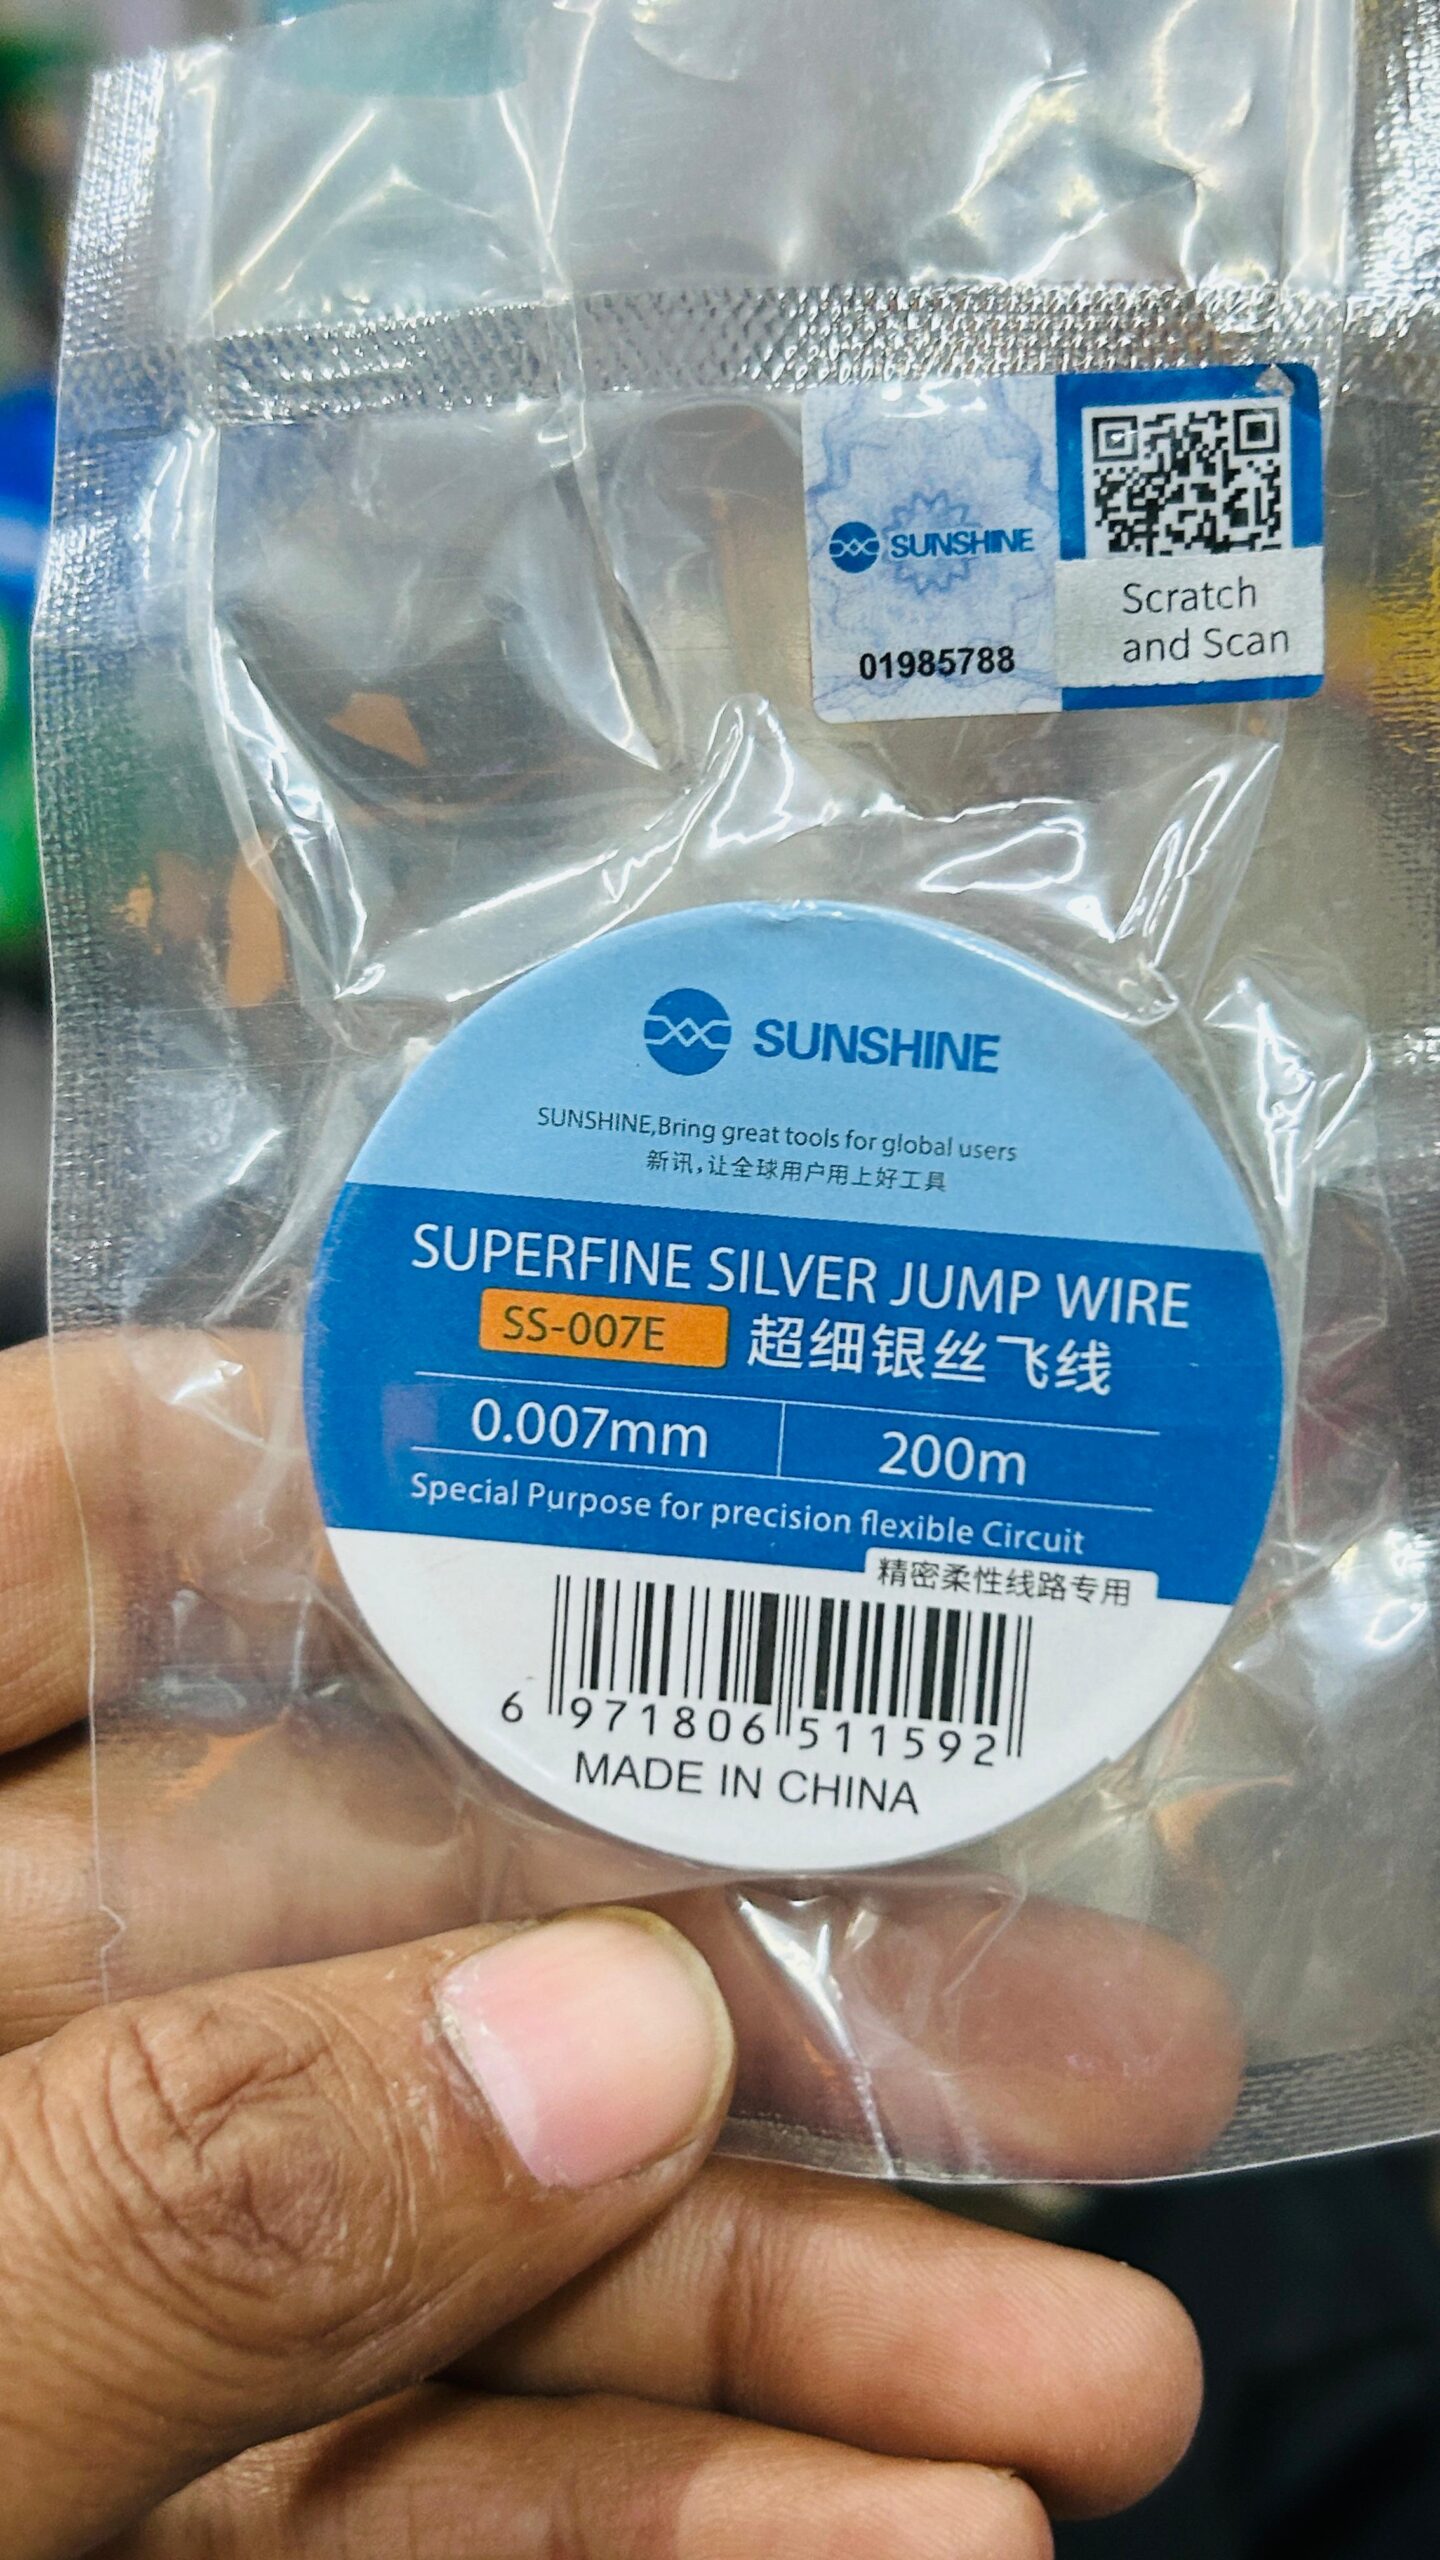 SUNSHINE
01985788
Scratch
and Scan
SUNSHINE
SUNSHINE,Bring great tools for global users
新讯,让全球用户用上好工具
SUPERFINE SILVER JUMP WIRE
SS-007E 超细银丝飞线
0.007mm 200m
Special Purpose for precision flexible Circuit
精密柔性线路专用
6 971806 511592
MADE IN CHINA